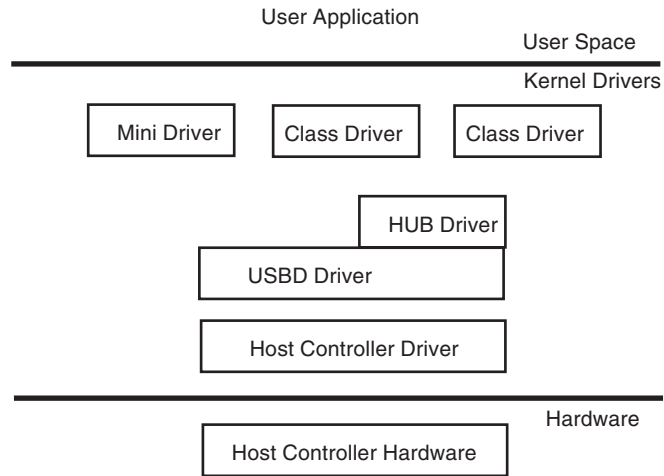 User Application
User Space
Kernel Drivers
Mini Driver
Class Driver
Class Driver
HUB Driver
USBD Driver
Host Controller Driver
Hardware
Host Controller Hardware